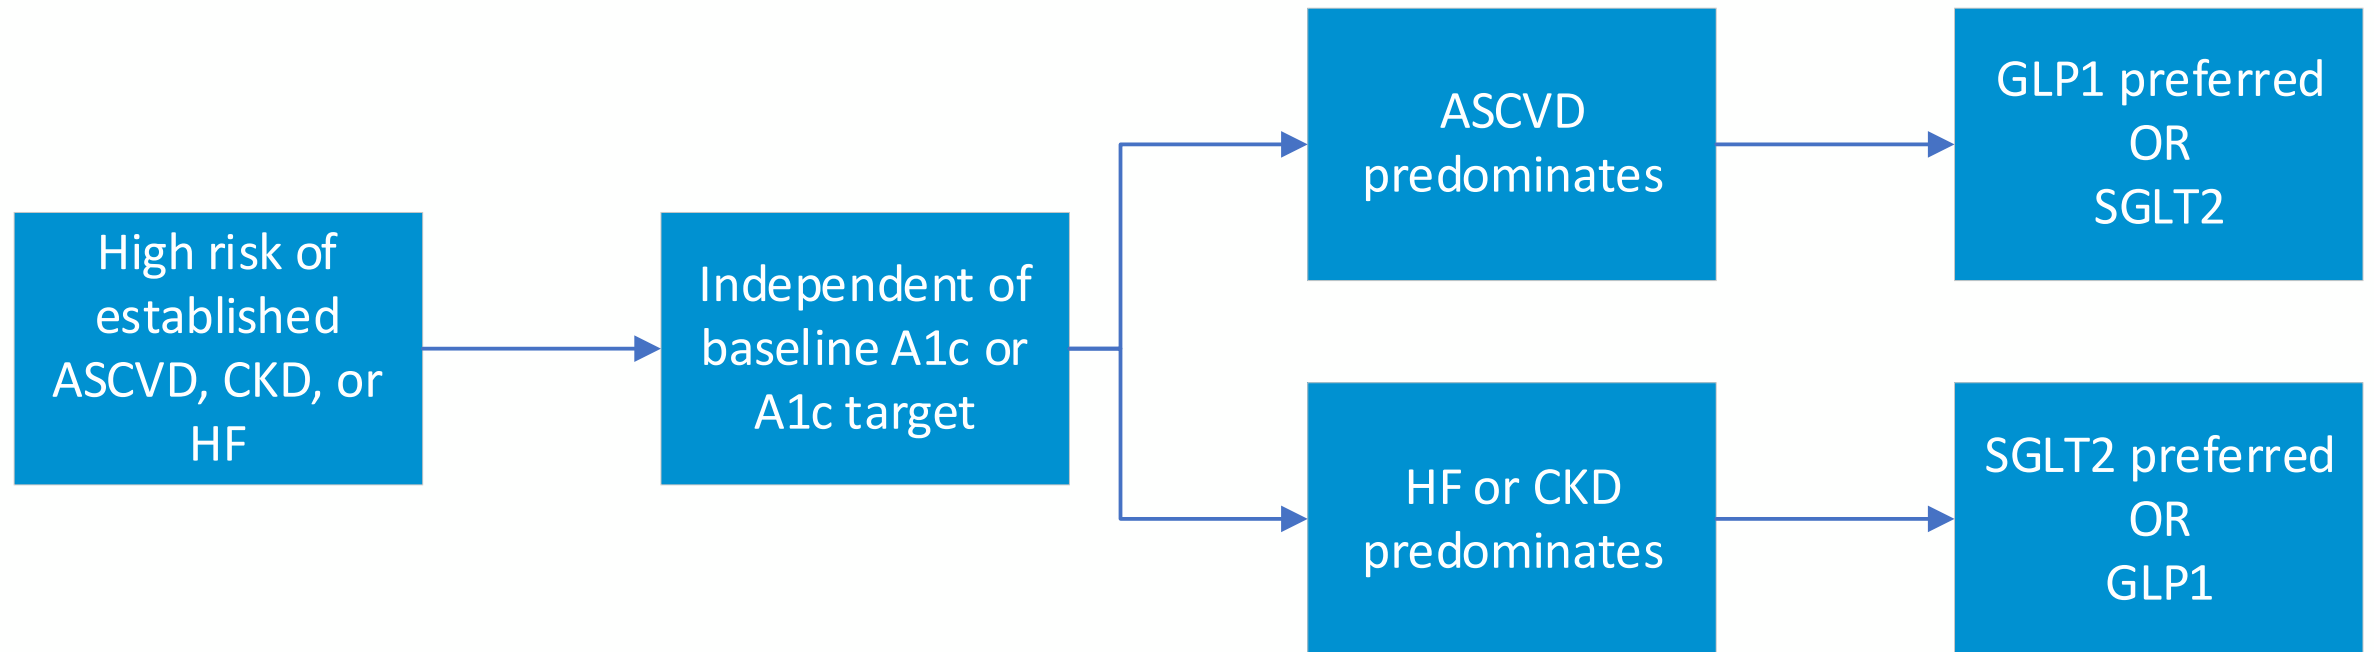 High risk of
established
ASCVD, CKD, or
HF
Independent of
baseline A1c or
A1c target
ASCVD
predominates
GLP1 preferred
OR
SGLT2
HF or CKD
predominates
SGLT2 preferred
OR
GLP1